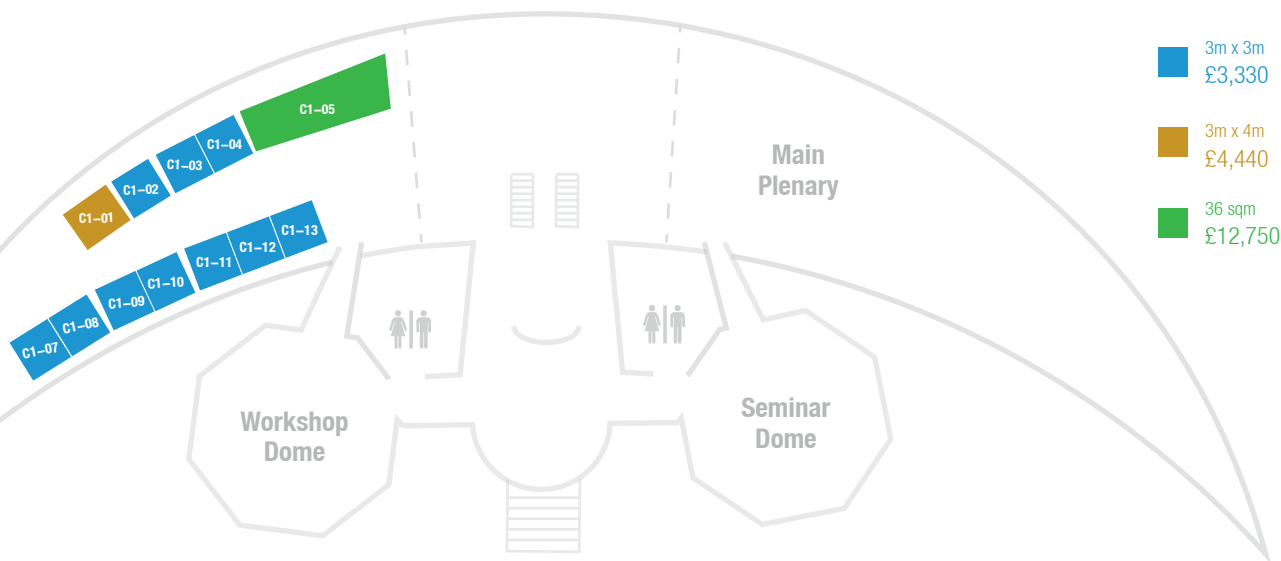 3m x 3m
£3,330
3m x 4m
£4,440
36 sqm
£12,750
C1–05
C1–04
C1–03
C1–02
C1–01
C1–13
C1–12
C1–11
C1–10
C1–09
C1–08
C1–07
Main
Plenary
Workshop
Dome
Seminar
Dome